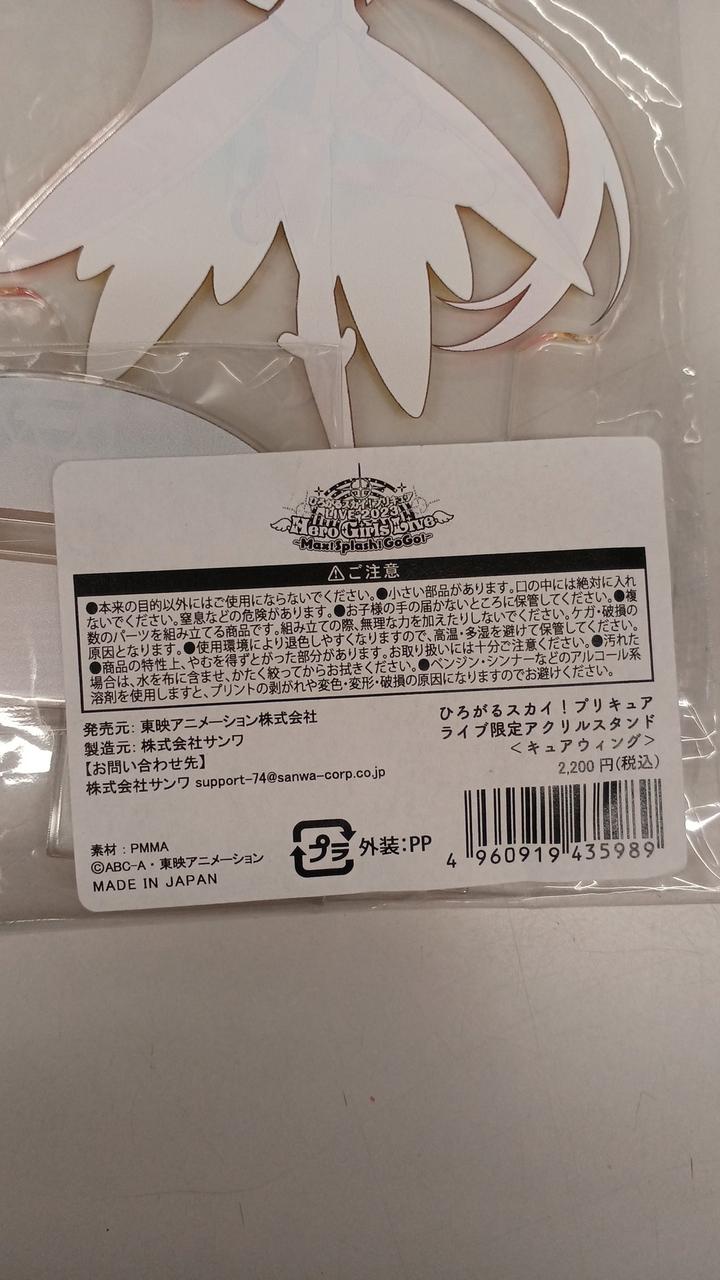 ひろがるスカイ！プリキュア
LIVE 2023
Hero Girls Live
~Max!Splash!GoGo!~
⚠ご注意
●本来の目的以外にはご使用にならないでください。●小さい部品があります。口の中には絶対に入れ
ないでください。窒息などの危険があります。●お子様の手の届かないところに保管してください。●複
数のパーツを組み立てる商品です。組み立ての際、無理な力を加えたりしないでください。ケガ・破損の
原因となります。●使用環境により退色しやすくなりますので、高温・多湿を避けて保管してください。
●商品の特性上、やむを得ずとがった部分があります。お取り扱いには十分ご注意ください。●汚れた
場合は、水を布に含ませ、かたく絞ってからお拭きください。●ベンジン・シンナーなどのアルコール系
溶剤を使用しますと、プリントの剥がれや変色・変形・破損の原因になりますのでお避けください。
発売元: 東映アニメーション株式会社
製造元: 株式会社サンワ
【お問い合わせ先】
株式会社サンワ support-74@sanwa-corp.co.jp
ひろがるスカイ！プリキュア
ライブ限定アクリルスタンド
＜キュアウィング＞
2,200 円(税込)
素材 : PMMA
©ABC-A・東映アニメーション
MADE IN JAPAN
プラ 外装:PP
4 960919 435989